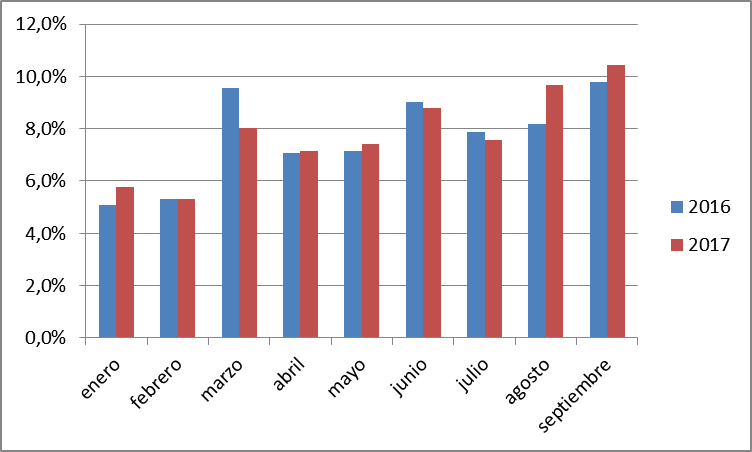 12,0%
10,0%
8,0%
6,0%
4,0%
2,0%
0,0%
enero
febrero
marzo
abril
mayo
junio
julio
agosto
septiembre
2016
2017